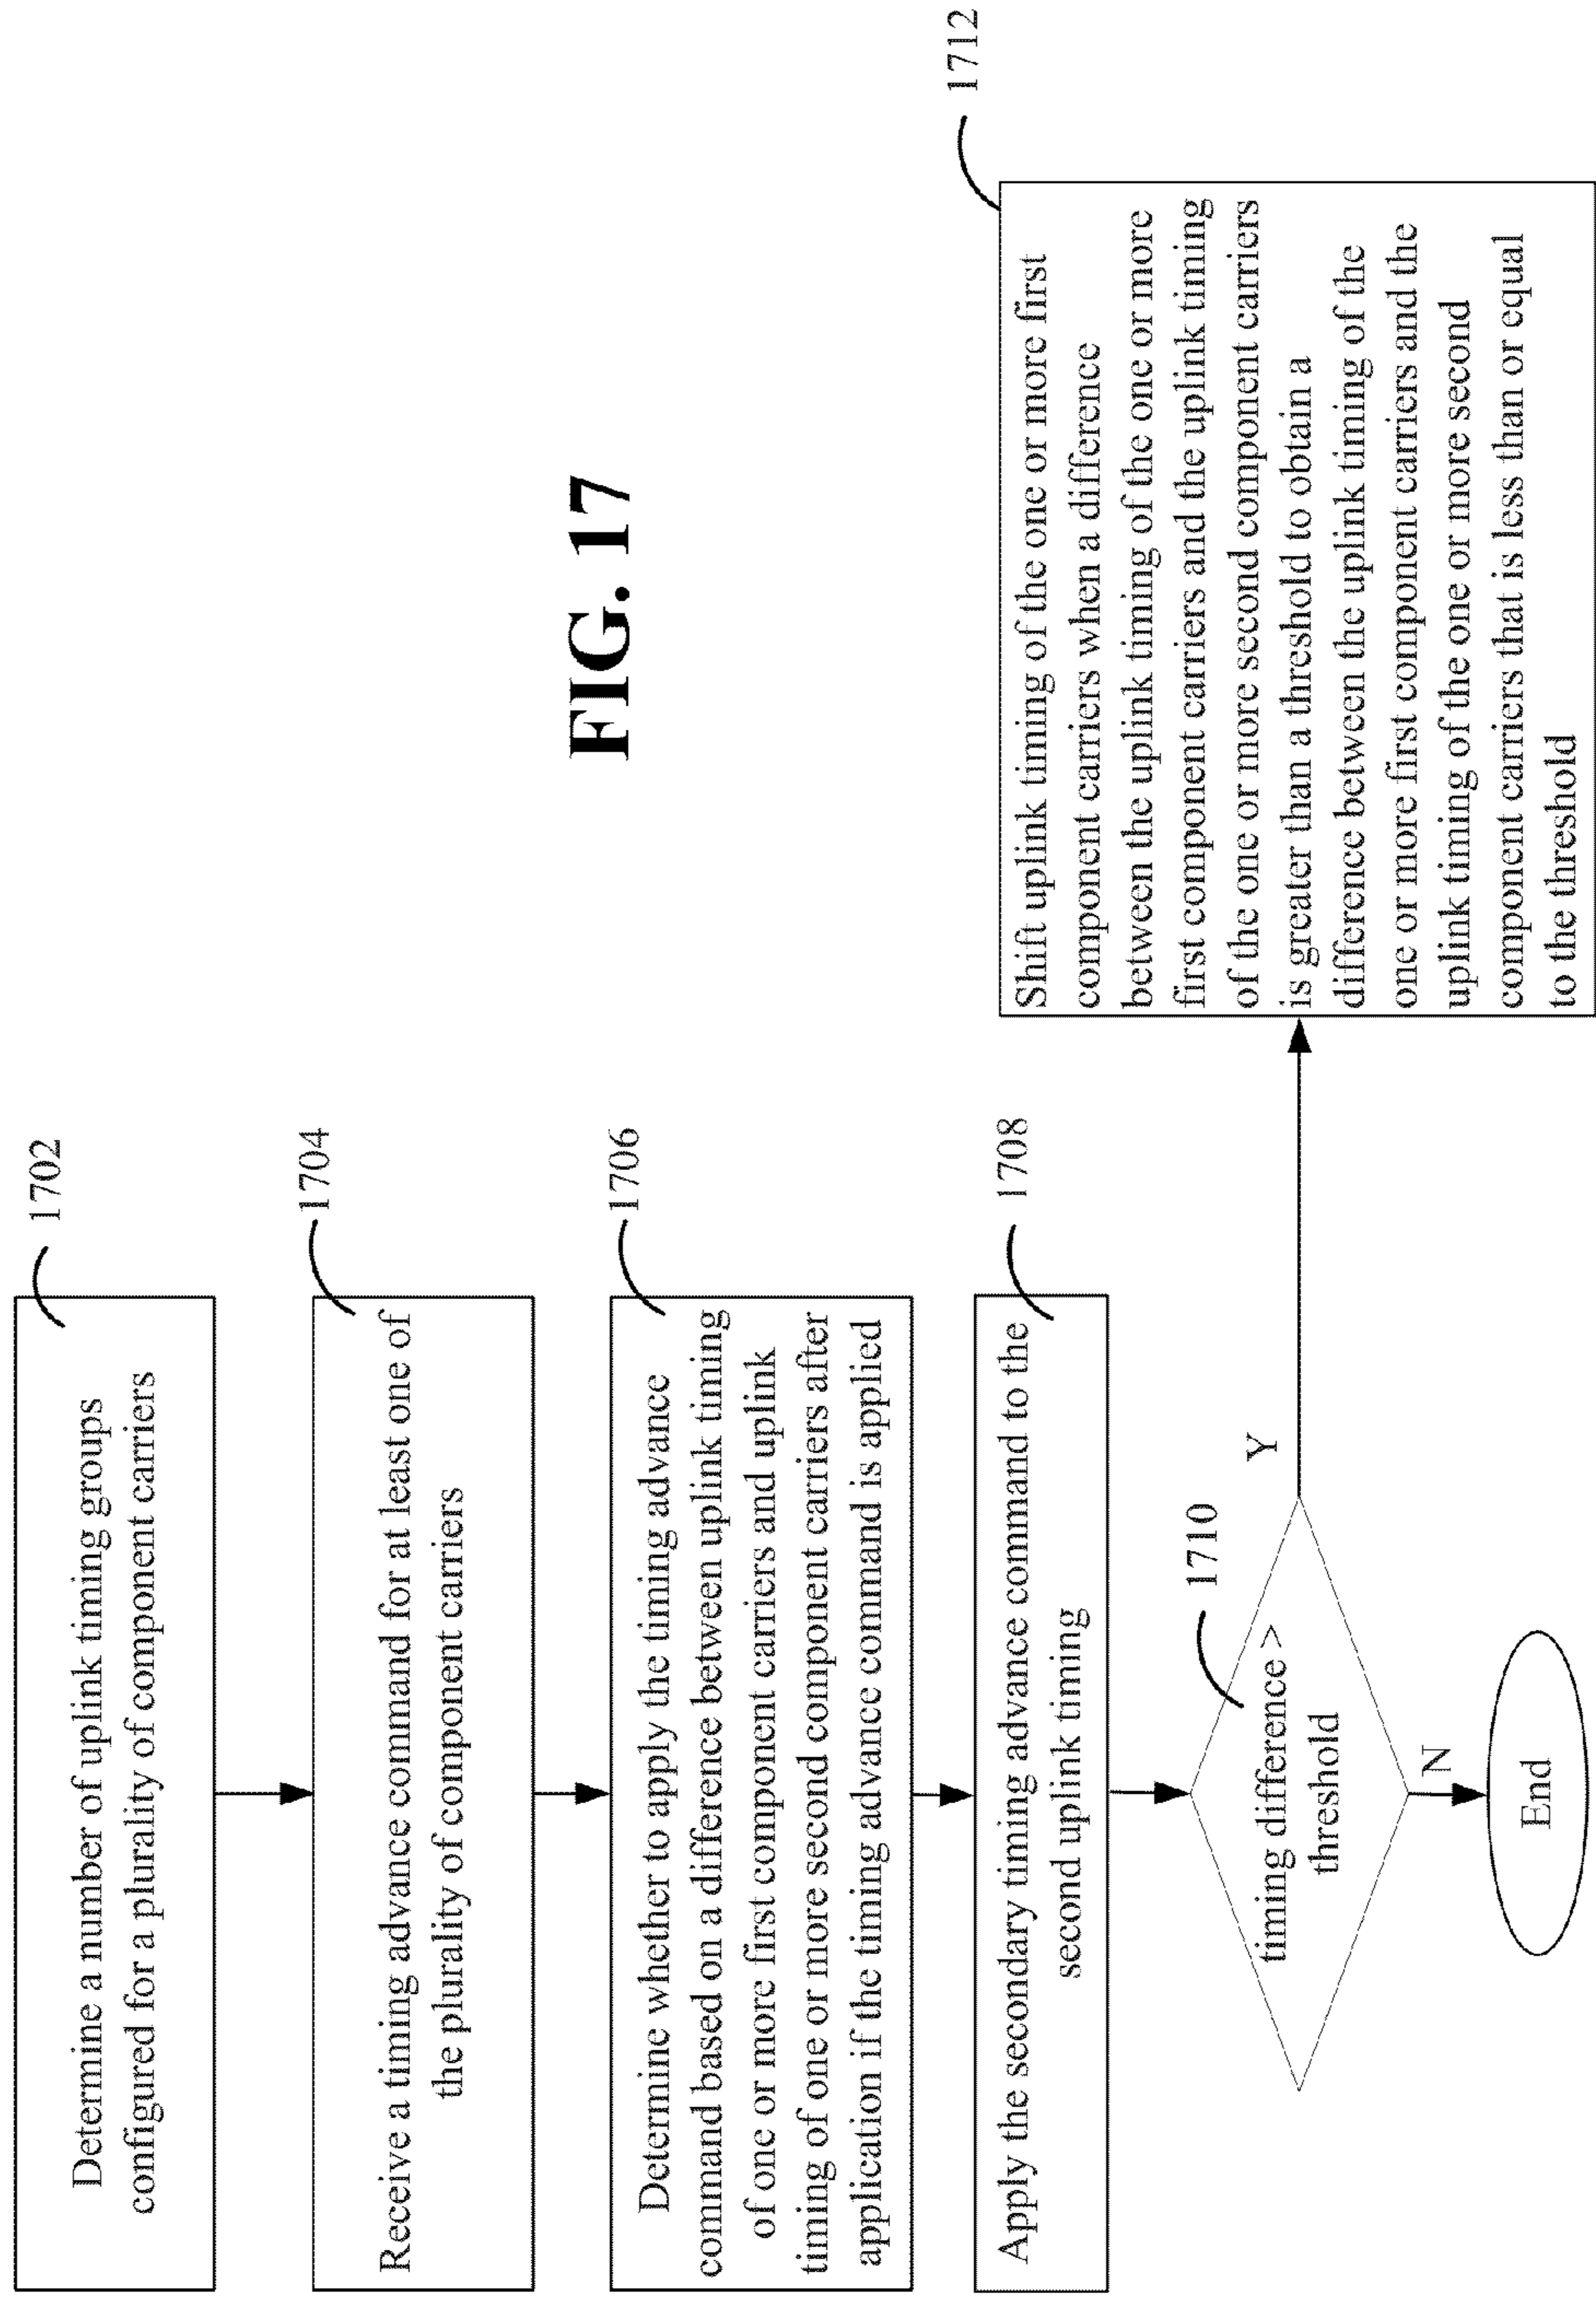 1702
Determine a number of uplink timing groups
configured for a plurality of component carriers
1704
Receive a timing advance command for at least one of
the plurality of component carriers
1706
Determine whether to apply the timing advance
command based on a difference between uplink timing
of one or more first component carriers and uplink
timing of one or more second component carriers after
application if the timing advance command is applied
1708
Apply the secondary timing advance command to the
second uplink timing
1710
timing difference >
threshold
Y
N
End
1712
Shift uplink timing of the one or more first
component carriers when a difference
between the uplink timing of the one or more
first component carriers and the uplink timing
of the one or more second component carriers
is greater than a threshold to obtain a
difference between the uplink timing of the
one or more first component carriers and the
uplink timing of the one or more second
component carriers that is less than or equal
to the threshold
FIG. 17